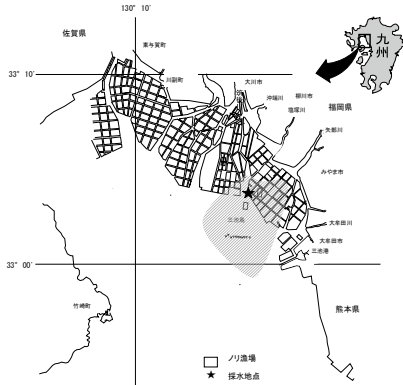 130° 10′
佐賀県
東与賀町
九州
33° 10′
川副町
大川市
沖端川
柳川市
塩塚川
福岡県
矢部川
みやま市
三池島
大牟田川
大牟田市
三池港
33° 00′
竹崎町
熊本県
ノリ漁場
★ 採水地点